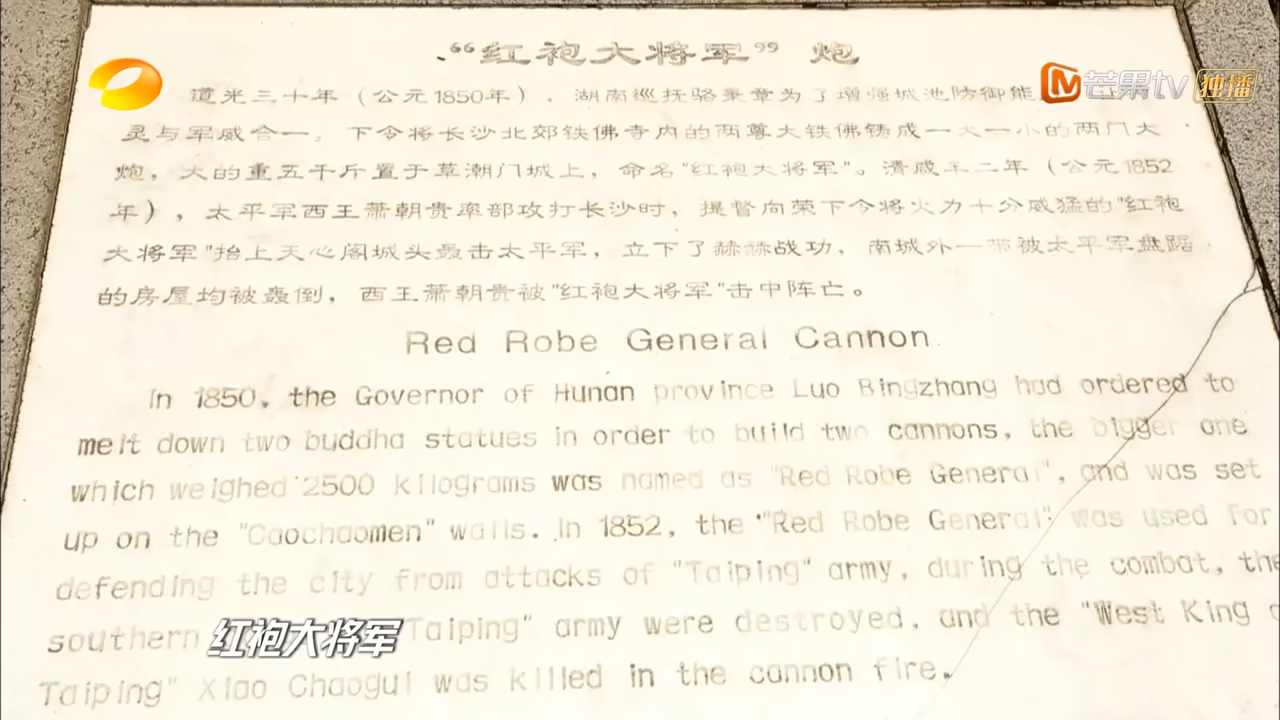 “红袍大将军” 炮
芒果tv 独播
道光三十年（公元1850年），湖南巡抚骆秉章为了增强城池防御能
灵与军威合一，下令将长沙北郊铁佛寺内的两尊大铁佛铸成一大一小的两门大
炮，大的重五千斤置于草潮门城上，命名"红袍大将军"。清咸丰二年（公元1852
年），太平军西王萧朝贵率部攻打长沙时，提督向荣下令将火力十分威猛的"红袍
大将军"抬上天心阁城头轰击太平军，立下了赫赫战功，南城外一带被太平军盘踞
的房屋均被轰倒，西王萧朝贵被"红袍大将军"击中阵亡。
Red Robe General Cannon
In 1850, the Governor of Hunan province Luo Bingzhang had ordered to
melt down two buddha statues in order to build two cannons, the bigger one
which weighed 2500 kilograms was named as "Red Robe General", and was set
up on the "Caochaomen" walls. In 1852, the "Red Robe General" was used for
defending the city from attacks of "Taiping" army, during the combat, the
southern Taiping" army were destroyed, and the "West King
Taiping" Xiao Chaogui was killed in the cannon fire.
红袍大将军